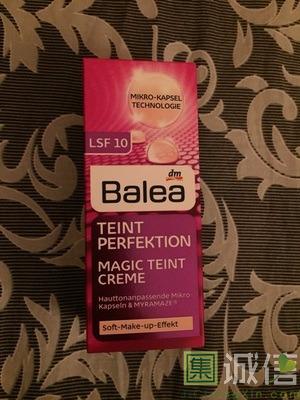 MIKRO-KAPSEL
TECHNOLOGIE
LSF 10
dm
Balea
TEINT
PERFEKTION
MAGIC TEINT
CREME
Hauttonanpassende Mikro-
Kapseln & MYRAMAZE®
Soft-Make-up-Effekt
集 诚信